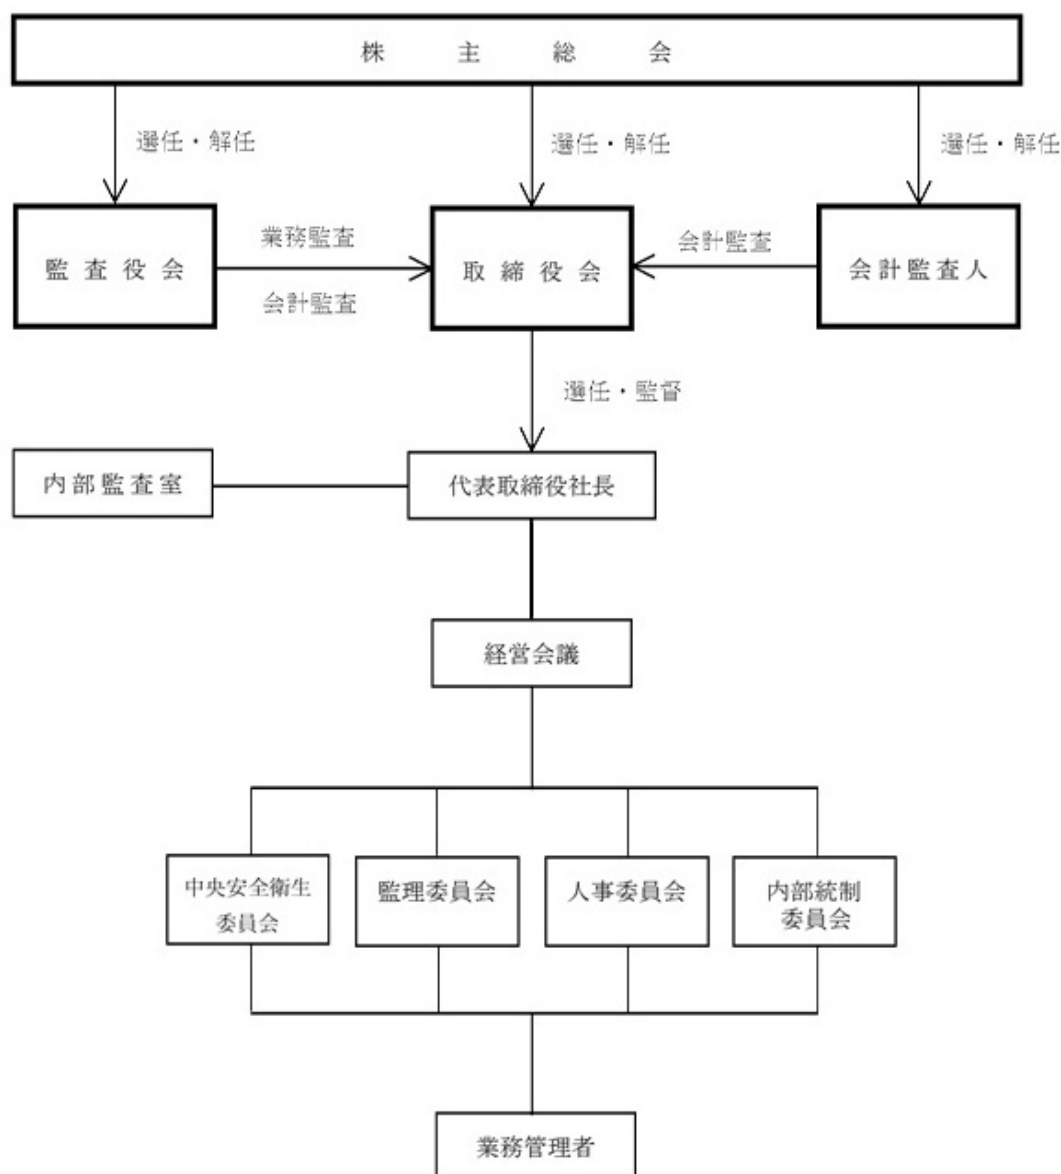 株主総会
選任・解任
選任・解任
選任・解任
監査役会
業務監査
会計監査
取締役会
会計監査
会計監査人
選任・監督
内部監査室
代表取締役社長
経営会議
中央安全衛生
委員会
監理委員会
人事委員会
内部統制
委員会
業務管理者